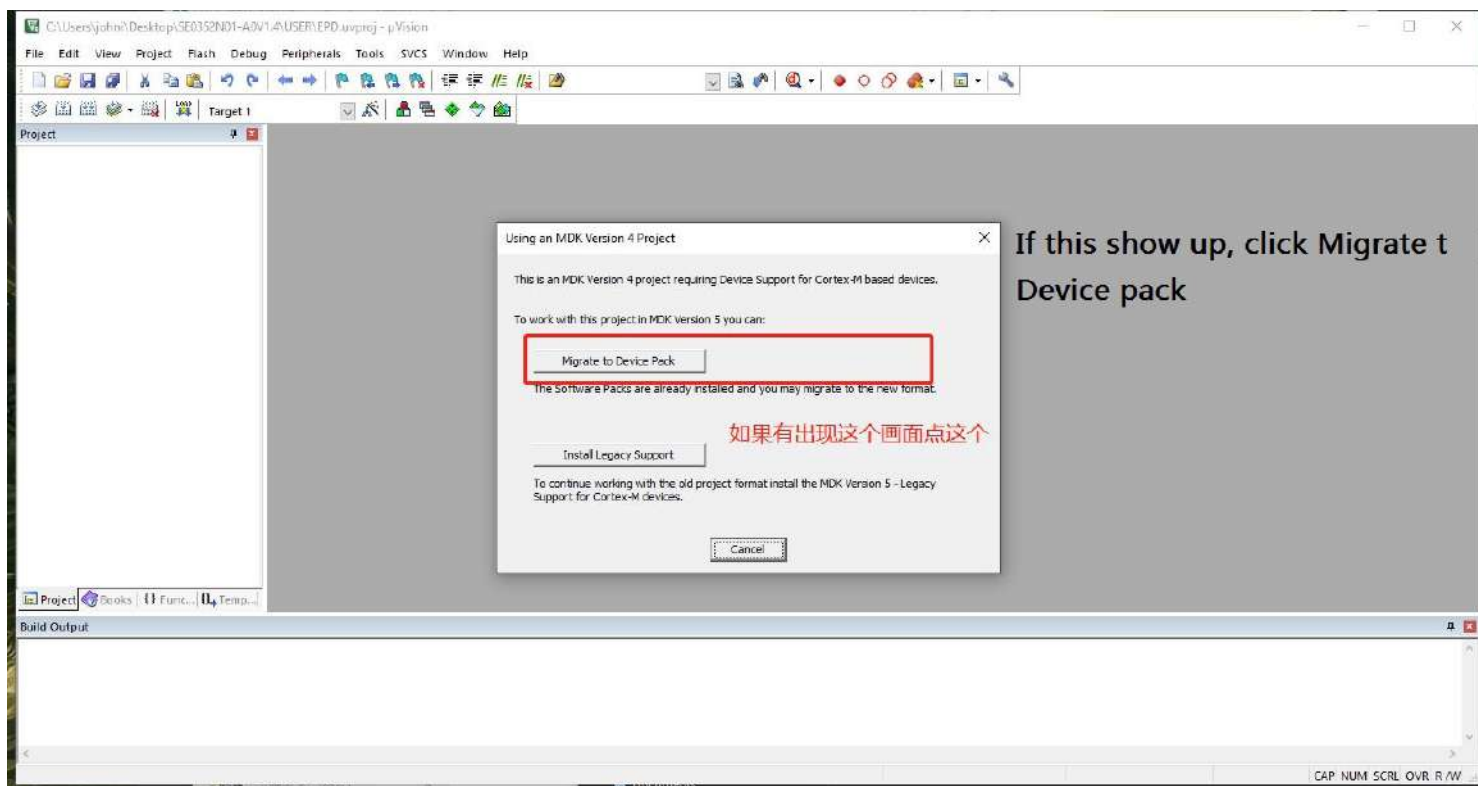 C:\Users\johni\Desktop\SE0352N01-A0V1.4\USER\EPD.uvproj - µVision
File Edit View Project Flash Debug Peripherals Tools SVCS Window Help
Target 1
Project
Using an MDK Version 4 Project
This is an MDK Version 4 project requiring Device Support for Cortex-M based devices.
To work with this project in MDK Version 5 you can:
Migrate to Device Pack
The Software Packs are already installed and you may migrate to the new format.
如果有出现这个画面点这个
Install Legacy Support
To continue working with the old project format install the MDK Version 5 - Legacy
Support for Cortex-M devices.
Cancel
If this show up, click Migrate t
Device pack
Project Books Func... Temp...
Build Output
CAP NUM SCRL OVR R/W